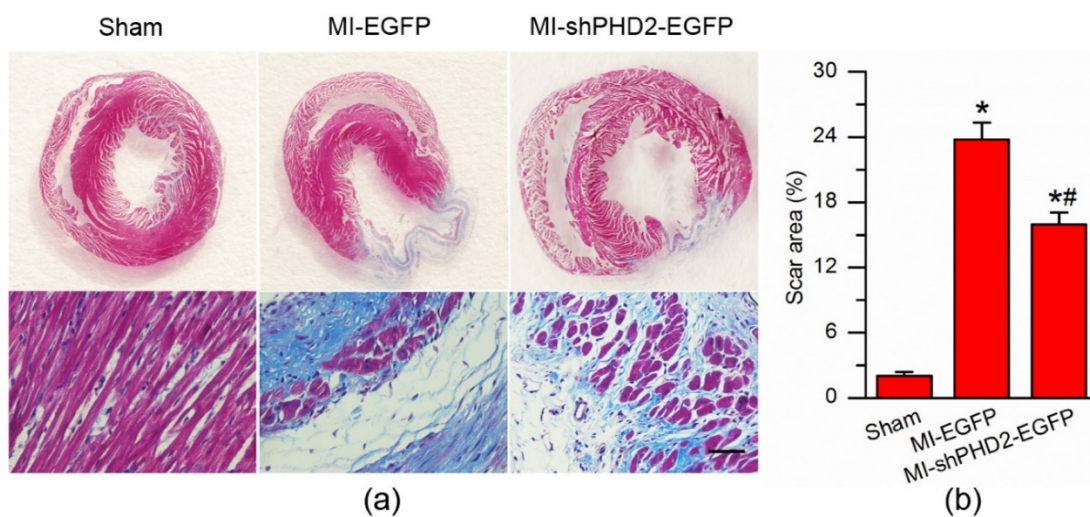 Sham
MI-EGFP
MI-shPHD2-EGFP
(a)
Scar area (%)
30
24
18
12
6
0
*
*#
Sham
MI-EGFP
MI-shPHD2-EGFP
(b)